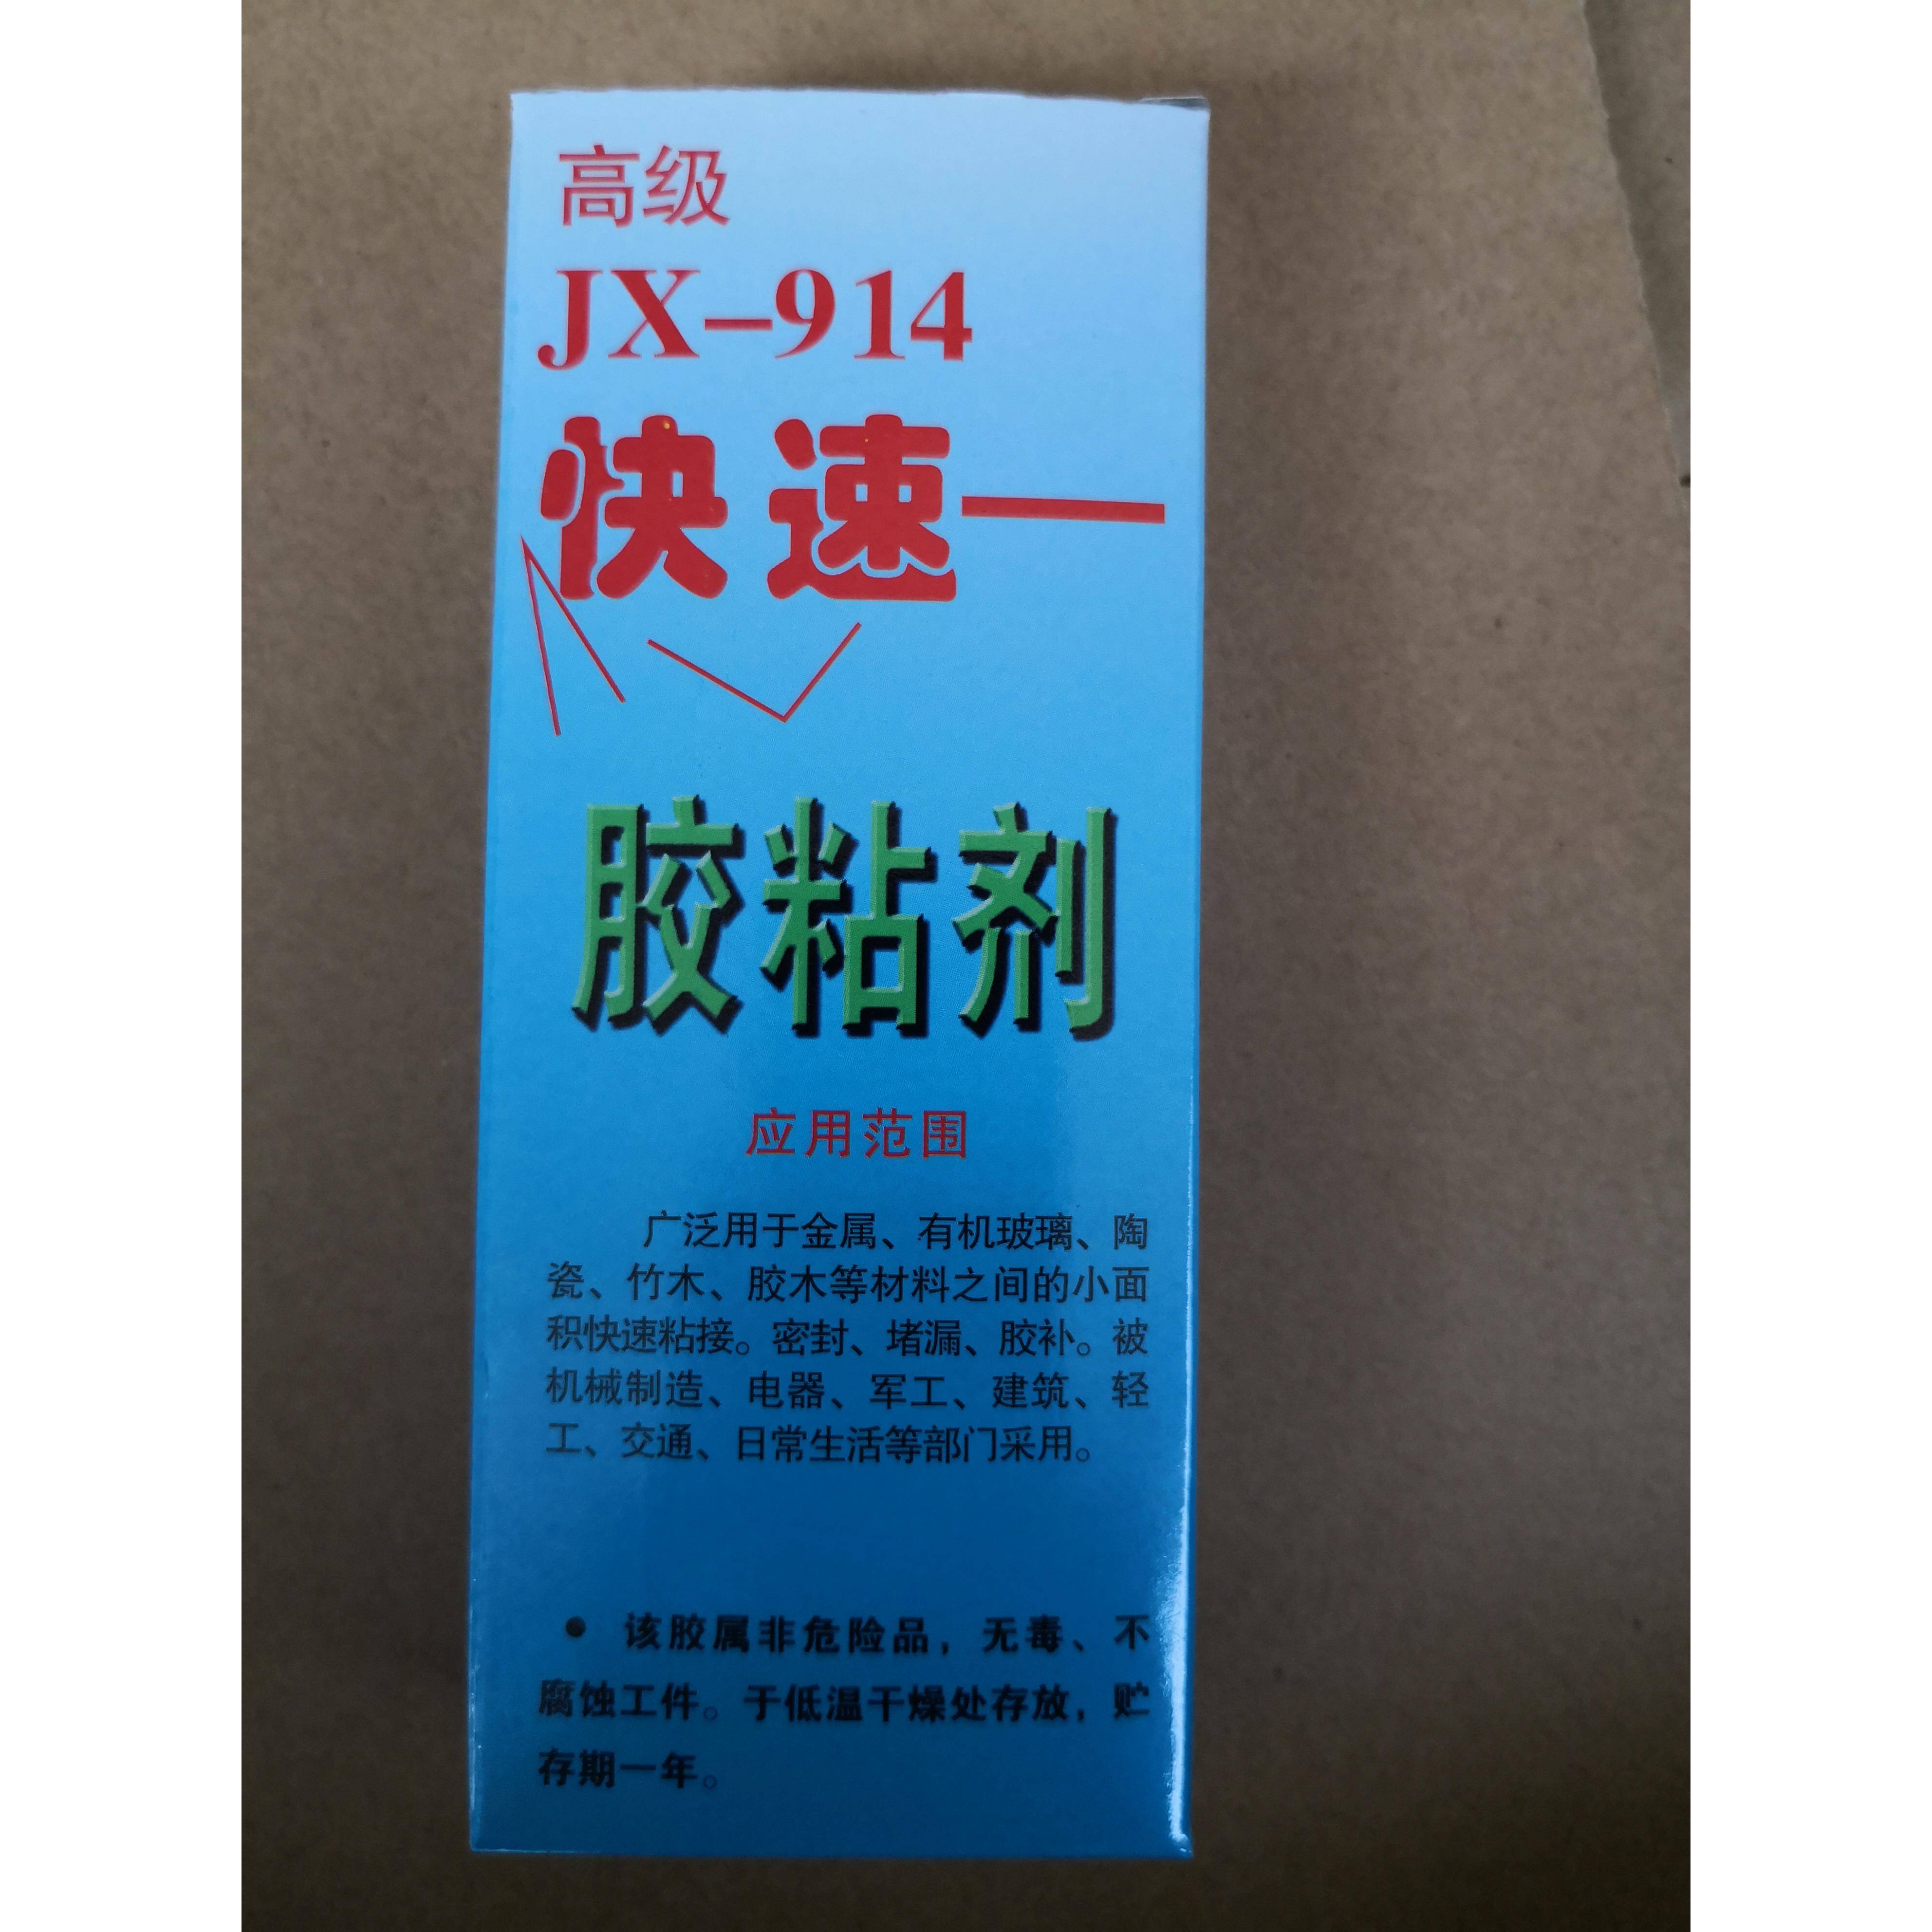 高级
JX-914
快速
胶粘剂
应用范围
广泛用于金属、有机玻璃、陶
瓷、竹木、胶木等材料之间的小面
积快速粘接。密封、堵漏、胶补。被
机械制造、电器、军工、建筑、轻
工、交通、日常生活等部门采用。
• 该胶属非危险品，无毒、不
腐蚀工件。于低温干燥处存放，贮
存期一年。